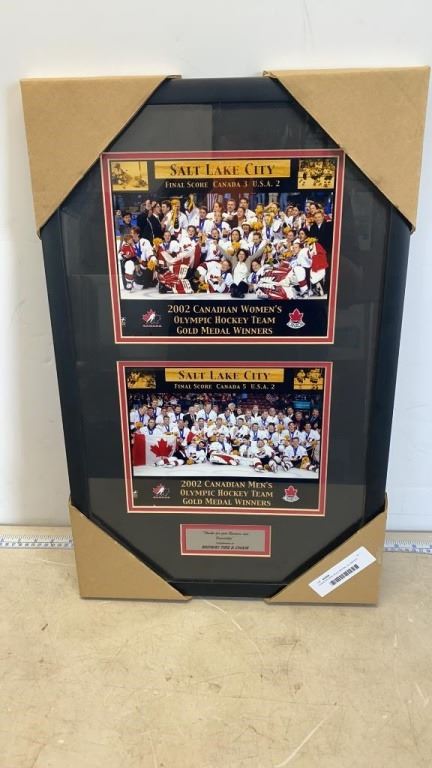 SALT LAKE CITY
FINAL SCORE CANADA 3 U.S.A. 2
2002 CANADIAN WOMEN'S
OLYMPIC HOCKEY TEAM
GOLD MEDAL WINNERS
SALT LAKE CITY
FINAL SCORE CANADA 5 U.S.A. 2
2002 CANADIAN MEN'S
OLYMPIC HOCKEY TEAM
GOLD MEDAL WINNERS